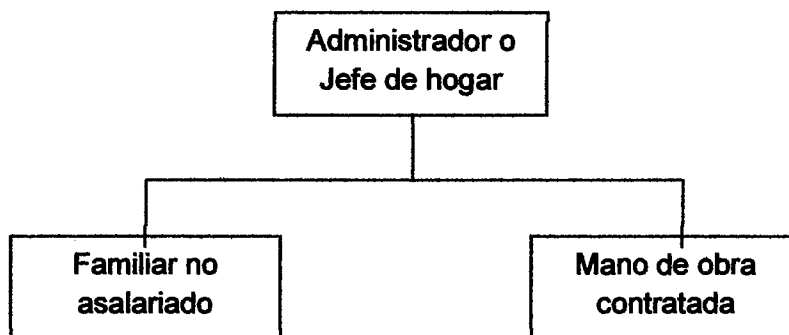 Administrador o
Jefe de hogar
Familiar no
asalariado
Mano de obra
contratada